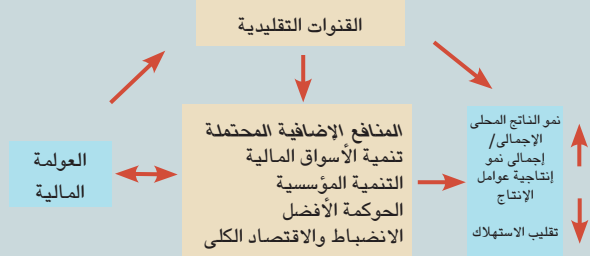 القنوات التقليدية
المنافع الإضافية المحتملة
تنمية الأسواق المالية
التنمية المؤسسية
الحوكمة الأفضل
الانضباط والاقتصاد الكلى
نمو الناتج المحلى
الإجمالى/
إجمالى نمو
إنتاجية عوامل
الإنتاج
تقليب الاستهلاك
العولمة
المالية